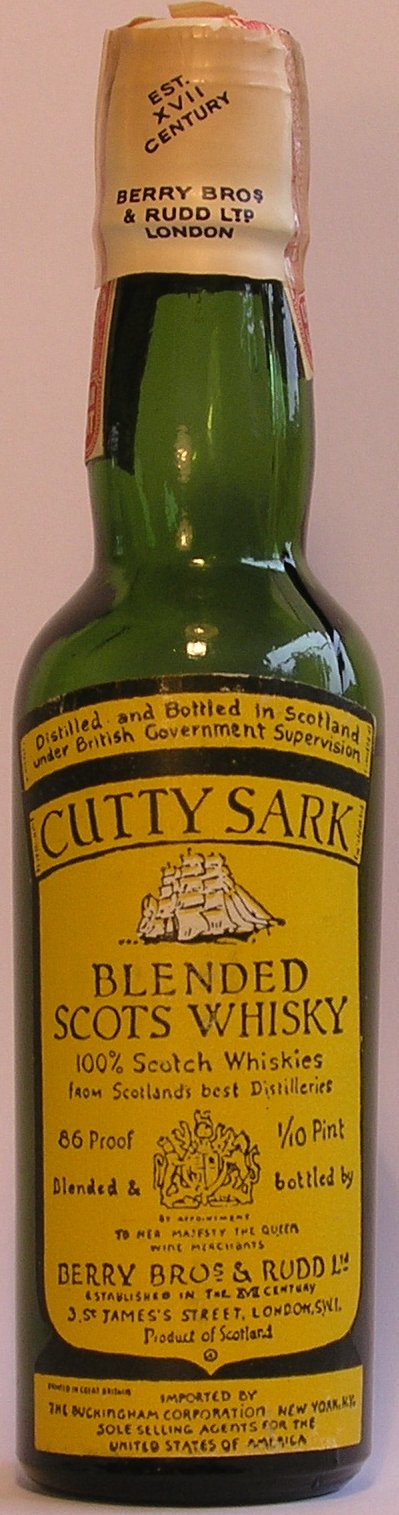 EST.
XVII
CENTURY
BERRY BROS
& RUDD LTD
LONDON
Distilled and Bottled in Scotland
under British Government Supervision
CUTTY SARK
BLENDED
SCOTS WHISKY
100% Scotch Whiskies
from Scotland's best Distilleries
86 Proof 1/10 Pint
Blended & bottled by
BY APPOINTMENT
TO HER MAJESTY THE QUEEN
WINE MERCHANTS
BERRY BROS & RUDD Ltd
ESTABLISHED IN THE XVII CENTURY
3, St JAMES'S STREET, LONDON, S.W.1.
Product of Scotland
PRINTED IN GREAT BRITAIN
IMPORTED BY
THE BUCKINGHAM CORPORATION NEW YORK, N.Y.
SOLE SELLING AGENTS FOR THE
UNITED STATES OF AMERICA